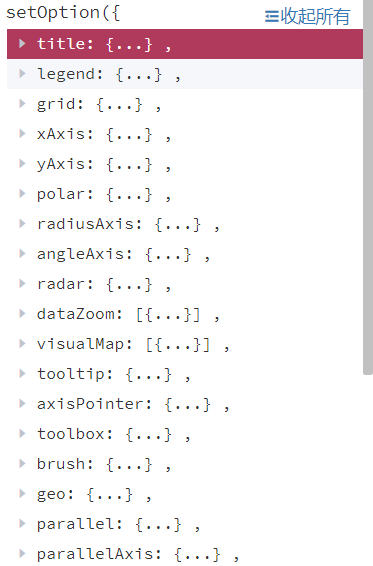 setOption({ 收起所有
title: {...} ,
legend: {...} ,
grid: {...} ,
xAxis: {...} ,
yAxis: {...} ,
polar: {...} ,
radiusAxis: {...} ,
angleAxis: {...} ,
radar: {...} ,
dataZoom: [{...}] ,
visualMap: [{...}] ,
tooltip: {...} ,
axisPointer: {...} ,
toolbox: {...} ,
brush: {...} ,
geo: {...} ,
parallel: {...} ,
parallelAxis: {...} ,